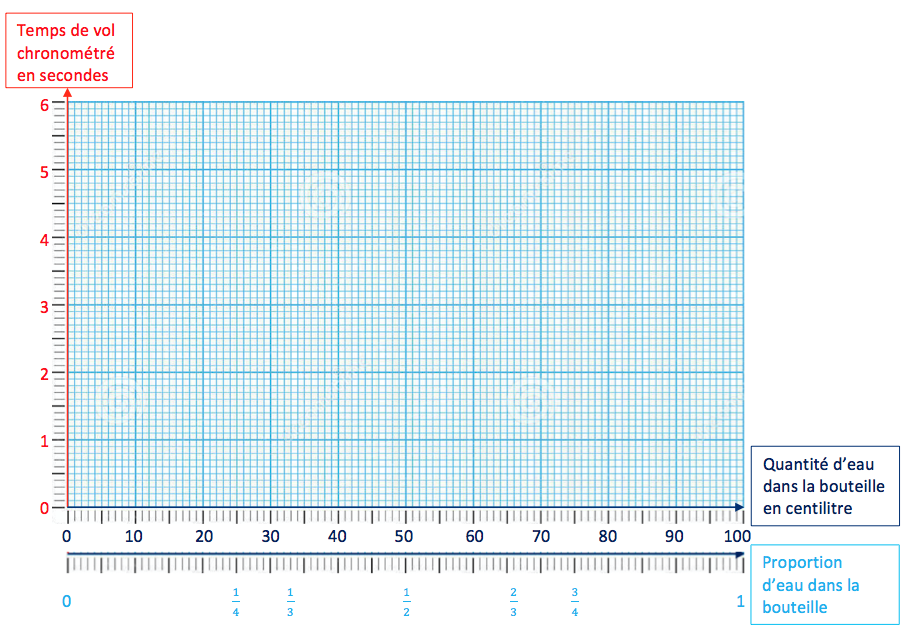 Temps de vol
chronométré
en secondes
6
5
4
3
2
1
0
0 10 20 30 40 50 60 70 80 90 100
Quantité d’eau
dans la bouteille
en centilitre
0 1/4 1/3 1/2 2/3 3/4 1
Proportion
d’eau dans la
bouteille